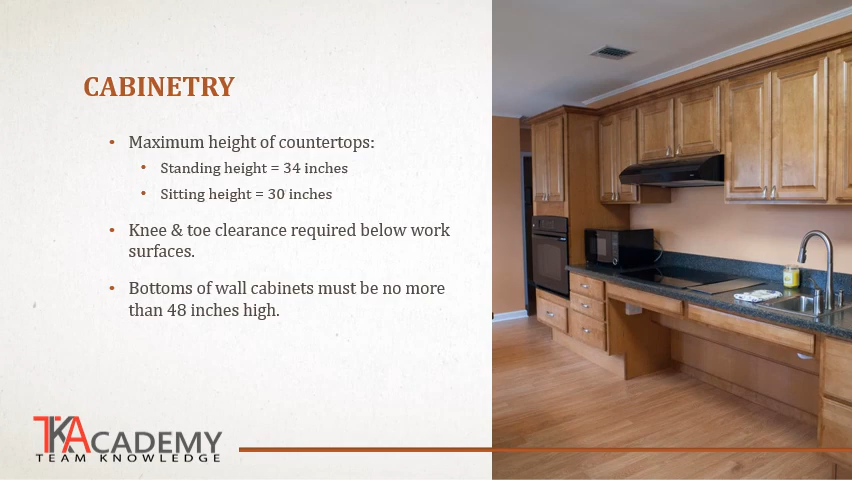 CABINETRY
• Maximum height of countertops:
• Standing height = 34 inches
• Sitting height = 30 inches
• Knee & toe clearance required below work
surfaces.
• Bottoms of wall cabinets must be no more
than 48 inches high.
TKACADEMY
TEAM KNOWLEDGE